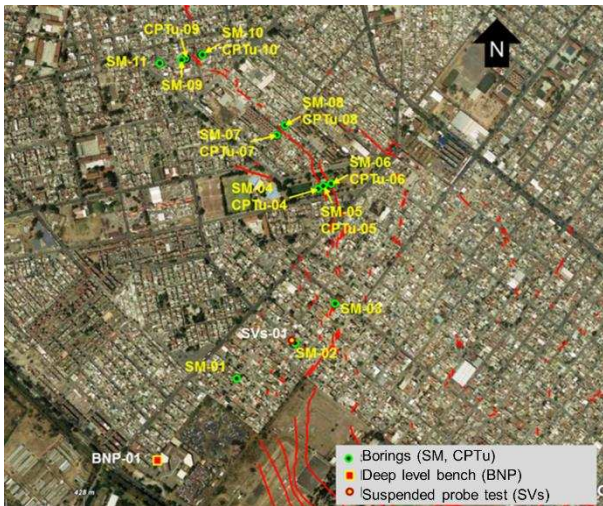 CPTu-09
SM-10
CPTu-10
SM-11
SM-09
N
SM-08
CPTu-08
SM-07
CPTu-07
SM-06
CPTu-06
SM-04
CPTu-04
SM-05
CPTu-05
SM-03
SVs-01
SM-02
SM-01
BNP-01
428 m
Borings (SM, CPTu)
Deep level bench (BNP)
Suspended probe test (SVs)